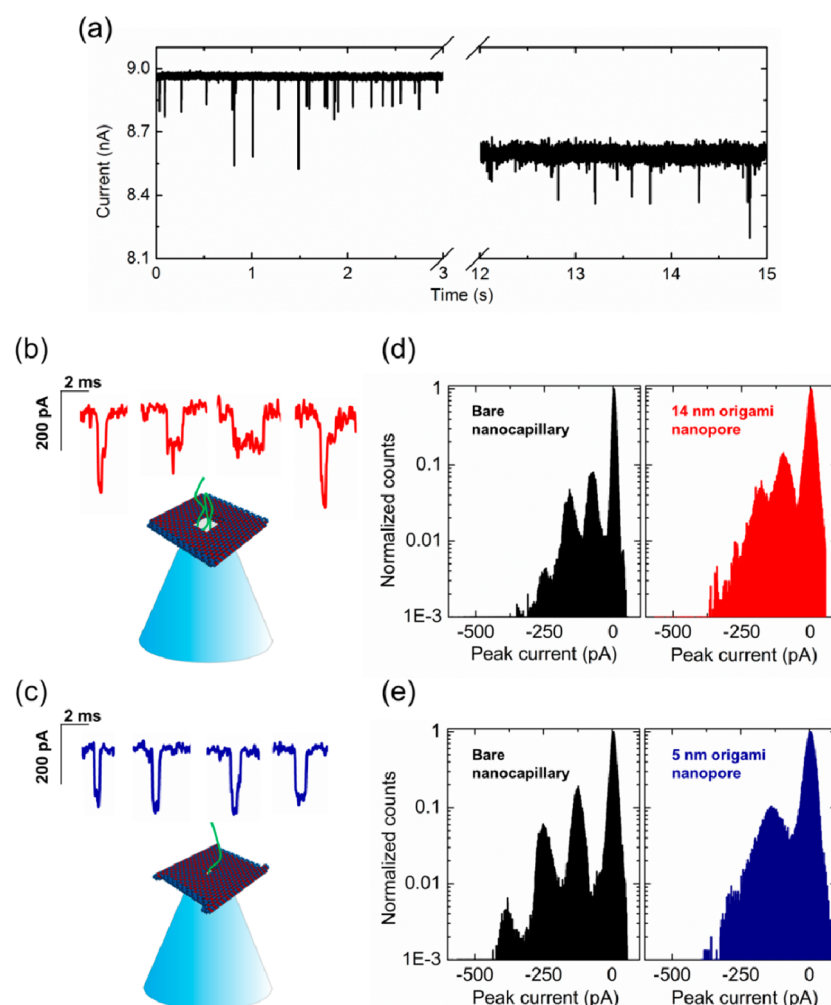 (a)
9.0
8.7
8.4
8.1
Current (nA)
0 1 2 3 12 13 14 15
Time (s)
(b)
2 ms
200 pA
(c)
2 ms
200 pA
(d)
Normalized counts
1
0.1
0.01
1E-3
Bare
nanocapillary
-500 -250 0
Peak current (pA)
14 nm origami
nanopore
-500 -250 0
Peak current (pA)
(e)
Normalized counts
1
0.1
0.01
1E-3
Bare
nanocapillary
-500 -250 0
Peak current (pA)
5 nm origami
nanopore
-500 -250 0
Peak current (pA)